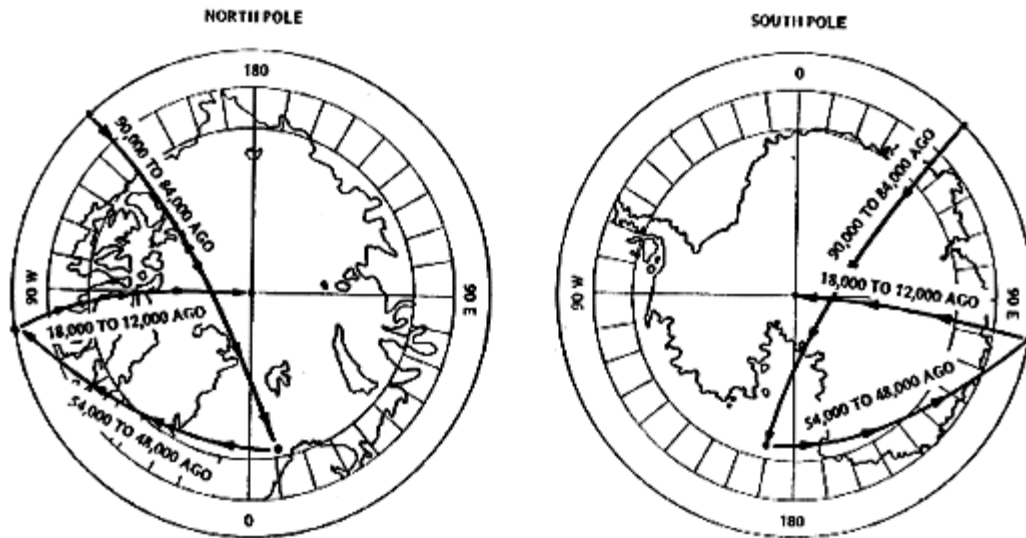 NORTH POLE
180
90,000 TO 84,000 AGO
90 W
90 E
18,000 TO 12,000 AGO
54,000 TO 48,000 AGO
0
SOUTH POLE
0
90,000 TO 84,000 AGO
90 W
18,000 TO 12,000 AGO
90 E
54,000 TO 48,000 AGO
180